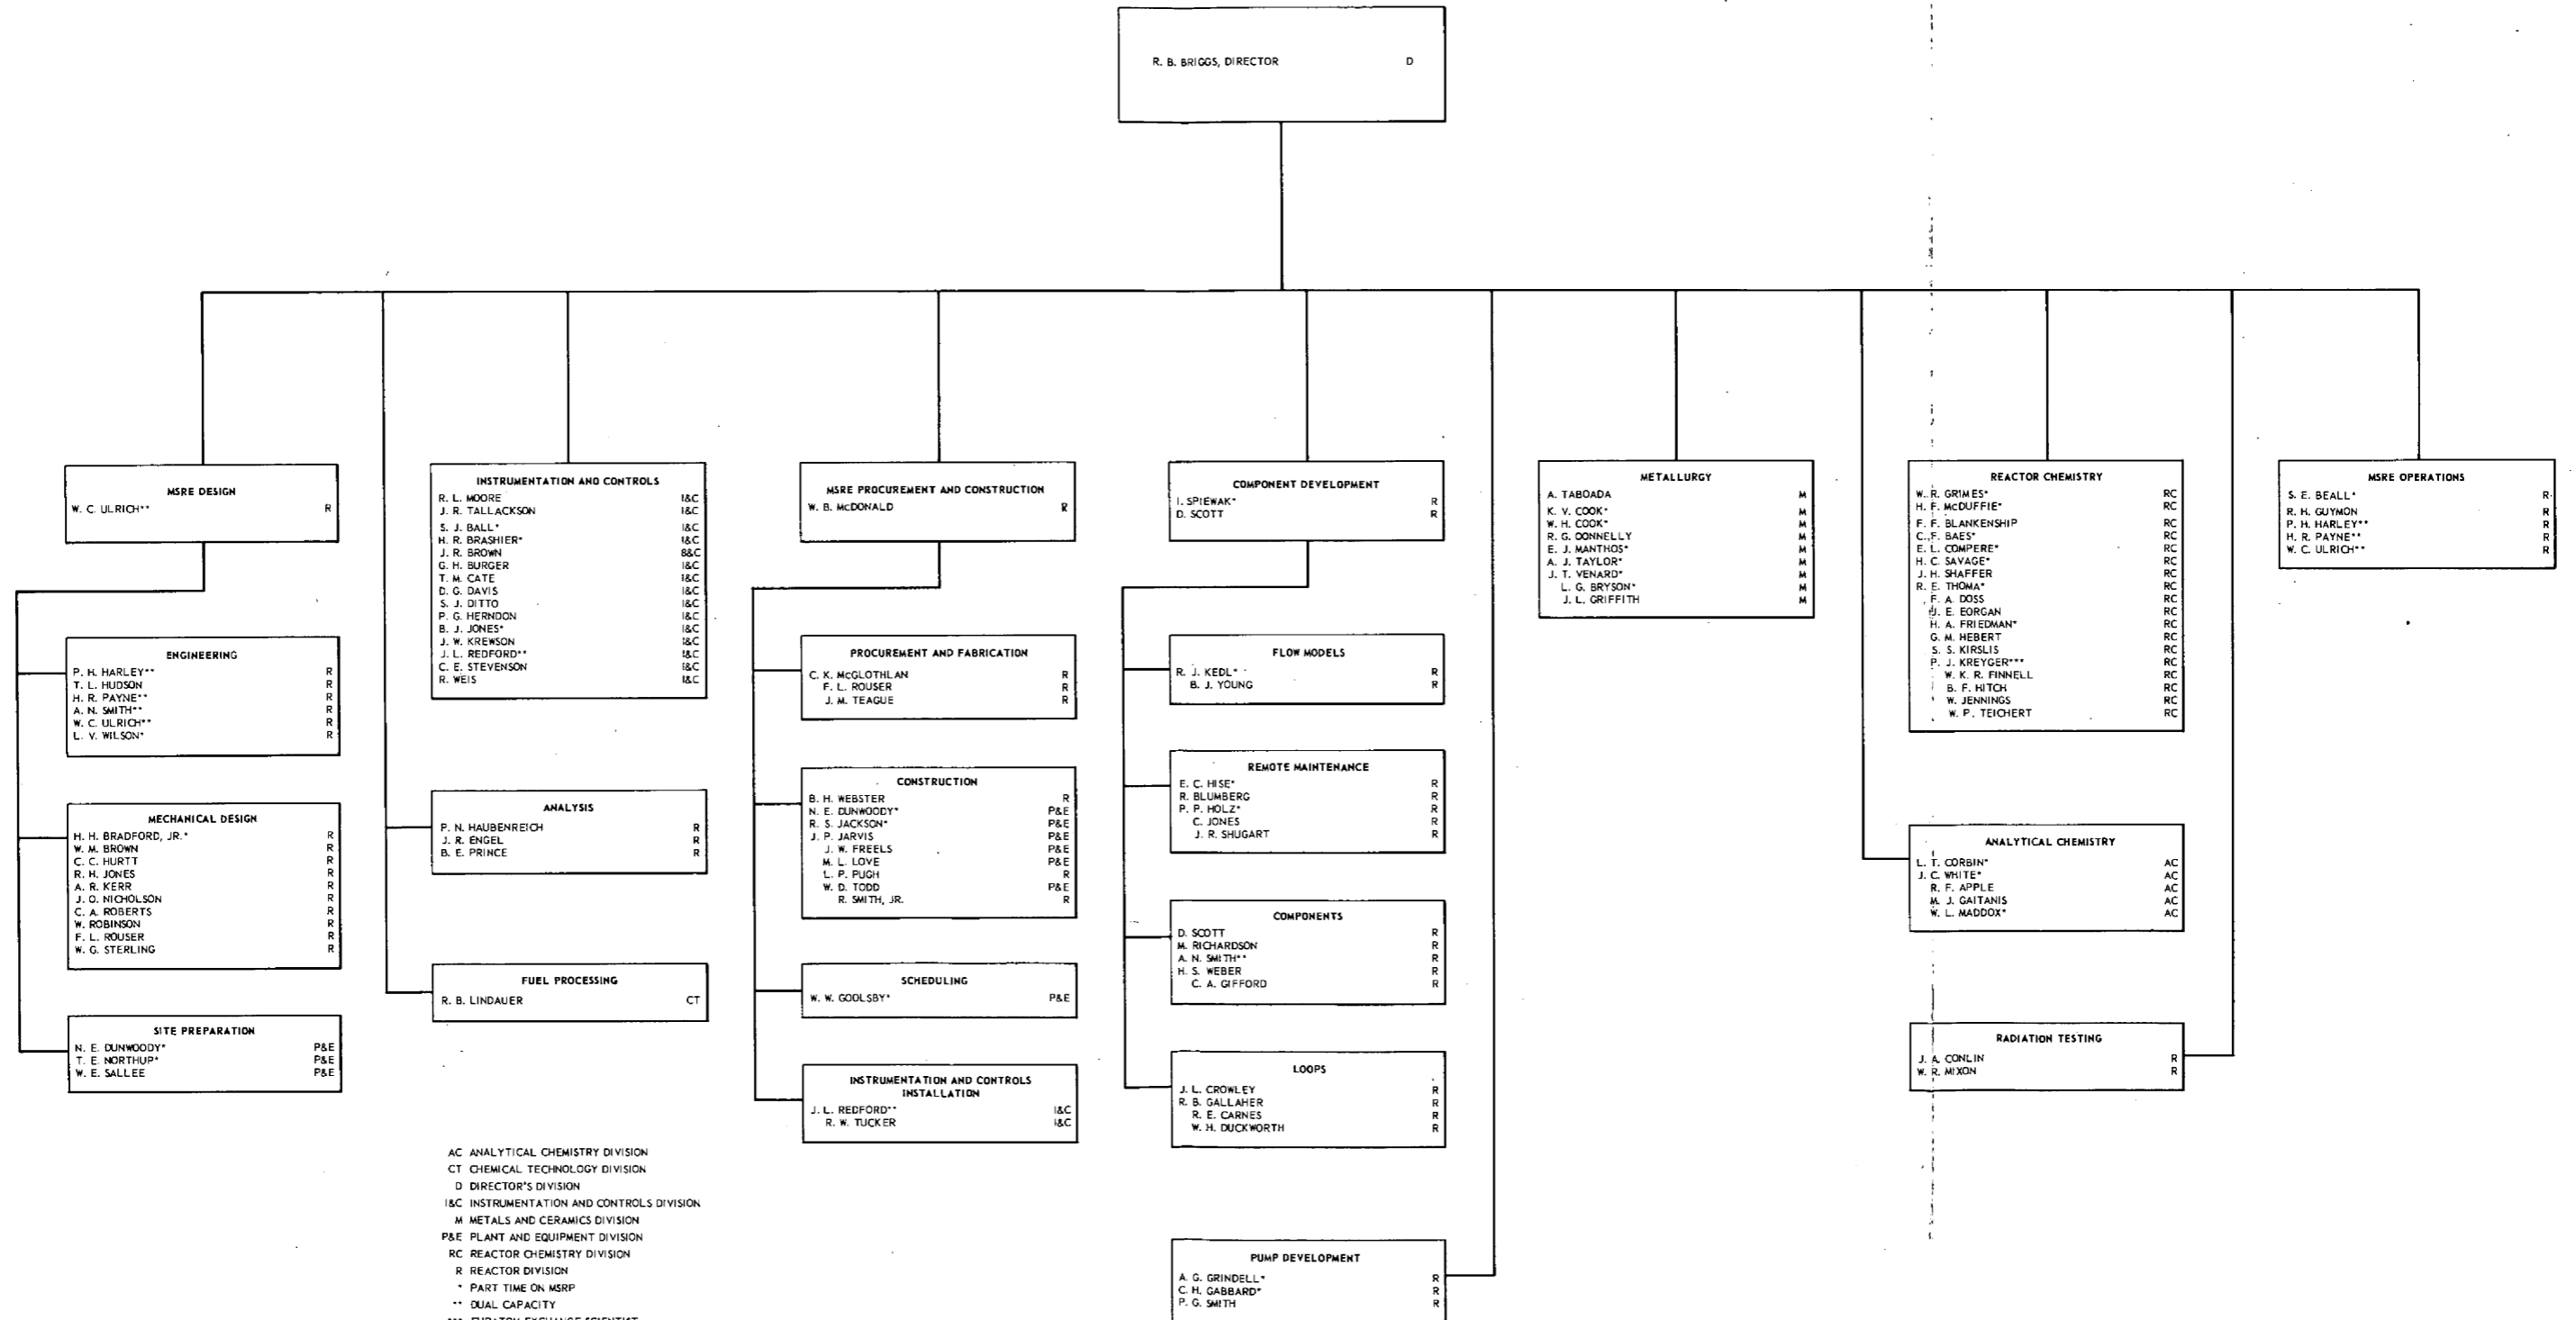 R. B. BRIGGS, DIRECTOR D
MSRE DESIGN
W. C. ULRICH** R
ENGINEERING
P. H. HARLEY** R
T. L. HUDSON R
H. R. PAYNE** R
A. N. SMITH** R
W. C. ULRICH** R
L. V. WILSON* R
MECHANICAL DESIGN
H. H. BRADFORD, JR.* R
W. M. BROWN R
C. C. HURTT R
R. H. JONES R
A. R. KERR R
J. O. NICHOLSON R
C. A. ROBERTS R
W. ROBINSON R
F. L. ROUSER R
W. G. STERLING R
SITE PREPARATION
N. E. DUNWOODY* P&E
T. E. NORTHUP* P&E
W. E. SALLEE P&E
INSTRUMENTATION AND CONTROLS
R. L. MOORE I&C
J. R. TALLACKSON I&C
S. J. BALL* I&C
H. R. BRASHIER* I&C
J. R. BROWN 8&C
G. H. BURGER I&C
T. M. CATE I&C
D. G. DAVIS I&C
S. J. DITTO I&C
P. G. HERNDON I&C
B. J. JONES* I&C
J. W. KREWSON I&C
J. L. REDFORD** I&C
C. E. STEVENSON I&C
R. WEIS I&C
ANALYSIS
P. N. HAUBENREICH R
J. R. ENGEL R
B. E. PRINCE R
FUEL PROCESSING
R. B. LINDAUER CT
MSRE PROCUREMENT AND CONSTRUCTION
W. B. McDONALD R
PROCUREMENT AND FABRICATION
C. K. McGLOTHLAN R
F. L. ROUSER R
J. M. TEAGUE R
CONSTRUCTION
B. H. WEBSTER R
N. E. DUNWOODY* P&E
R. S. JACKSON* P&E
J. P. JARVIS P&E
J. W. FREELS P&E
M. L. LOVE P&E
L. P. PUGH R
W. D. TODD P&E
R. SMITH, JR. R
SCHEDULING
W. W. GOOLSBY* P&E
INSTRUMENTATION AND CONTROLS
INSTALLATION
J. L. REDFORD** I&C
R. W. TUCKER I&C
COMPONENT DEVELOPMENT
I. SPIEWAK* R
D. SCOTT R
FLOW MODELS
R. J. KEDL* R
B. J. YOUNG R
REMOTE MAINTENANCE
E. C. HISE* R
R. BLUMBERG R
P. P. HOLZ* R
C. JONES R
J. R. SHUGART R
COMPONENTS
D. SCOTT R
M. RICHARDSON R
A. N. SMITH** R
H. S. WEBER R
C. A. GIFFORD R
LOOPS
J. L. CROWLEY R
R. B. GALLAHER R
R. E. CARNES R
W. H. DUCKWORTH R
PUMP DEVELOPMENT
A. G. GRINDELL* R
C. H. GABBARD* R
P. G. SMITH R
METALLURGY
A. TABOADA M
K. V. COOK* M
W. H. COOK* M
R. G. DONNELLY M
E. J. MANTHOS* M
A. J. TAYLOR* M
J. T. VENARD* M
L. G. BRYSON* M
J. L. GRIFFITH M
REACTOR CHEMISTRY
W. R. GRIMES* RC
H. F. McDUFFIE* RC
F. F. BLANKENSHIP RC
C. F. BAES* RC
E. L. COMPERE* RC
H. C. SAVAGE* RC
J. H. SHAFFER RC
R. E. THOMA* RC
F. A. DOSS RC
J. E. EORGAN RC
H. A. FRIEDMAN* RC
G. M. HEBERT RC
S. S. KIRSLIS RC
P. J. KREYGER*** RC
W. K. R. FINNELL RC
B. F. HITCH RC
W. JENNINGS RC
W. P. TEICHERT RC
ANALYTICAL CHEMISTRY
L. T. CORBIN* AC
J. C. WHITE* AC
R. F. APPLE AC
M. J. GAITANIS AC
W. L. MADDOX* AC
RADIATION TESTING
J. A. CONLIN R
W. R. MIXON R
MSRE OPERATIONS
S. E. BEALL* R
R. H. GUYMON R
P. H. HARLEY** R
H. R. PAYNE** R
W. C. ULRICH** R
AC ANALYTICAL CHEMISTRY DIVISION
CT CHEMICAL TECHNOLOGY DIVISION
D DIRECTOR'S DIVISION
I&C INSTRUMENTATION AND CONTROLS DIVISION
M METALS AND CERAMICS DIVISION
P&E PLANT AND EQUIPMENT DIVISION
RC REACTOR CHEMISTRY DIVISION
R REACTOR DIVISION
* PART TIME ON MSRP
** DUAL CAPACITY
*** EURATOM EXCHANGE SCIENTIST